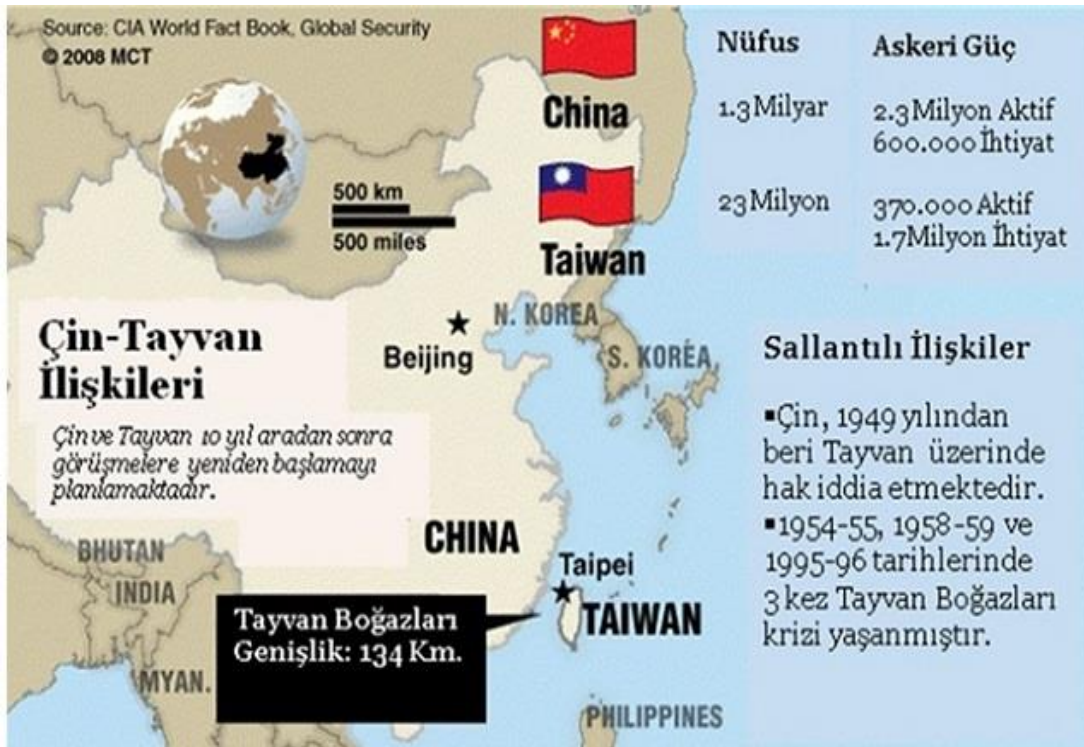 Source: CIA World Fact Book, Global Security
© 2008 MCT
China
Taiwan
500 km
500 miles
Nüfus
Askeri Güç
1.3 Milyar
2.3 Milyon Aktif
600.000 İhtiyat
23 Milyon
370.000 Aktif
1.7 Milyon İhtiyat
Çin-Tayvan
İlişkileri
Çin ve Tayvan 10 yıl aradan sonra
görüşmelere yeniden başlamayı
planlamaktadır.
Beijing
N. KOREA
S. KOREA
Sallantılı İlişkiler
▪Çin, 1949 yılından
beri Tayvan üzerinde
hak iddia etmektedir.
▪1954-55, 1958-59 ve
1995-96 tarihlerinde
3 kez Tayvan Boğazları
krizi yaşanmıştır.
CHINA
BHUTAN
INDIA
MYAN.
Taipei
TAIWAN
Tayvan Boğazları
Genişlik: 134 Km.
PHILIPPINES